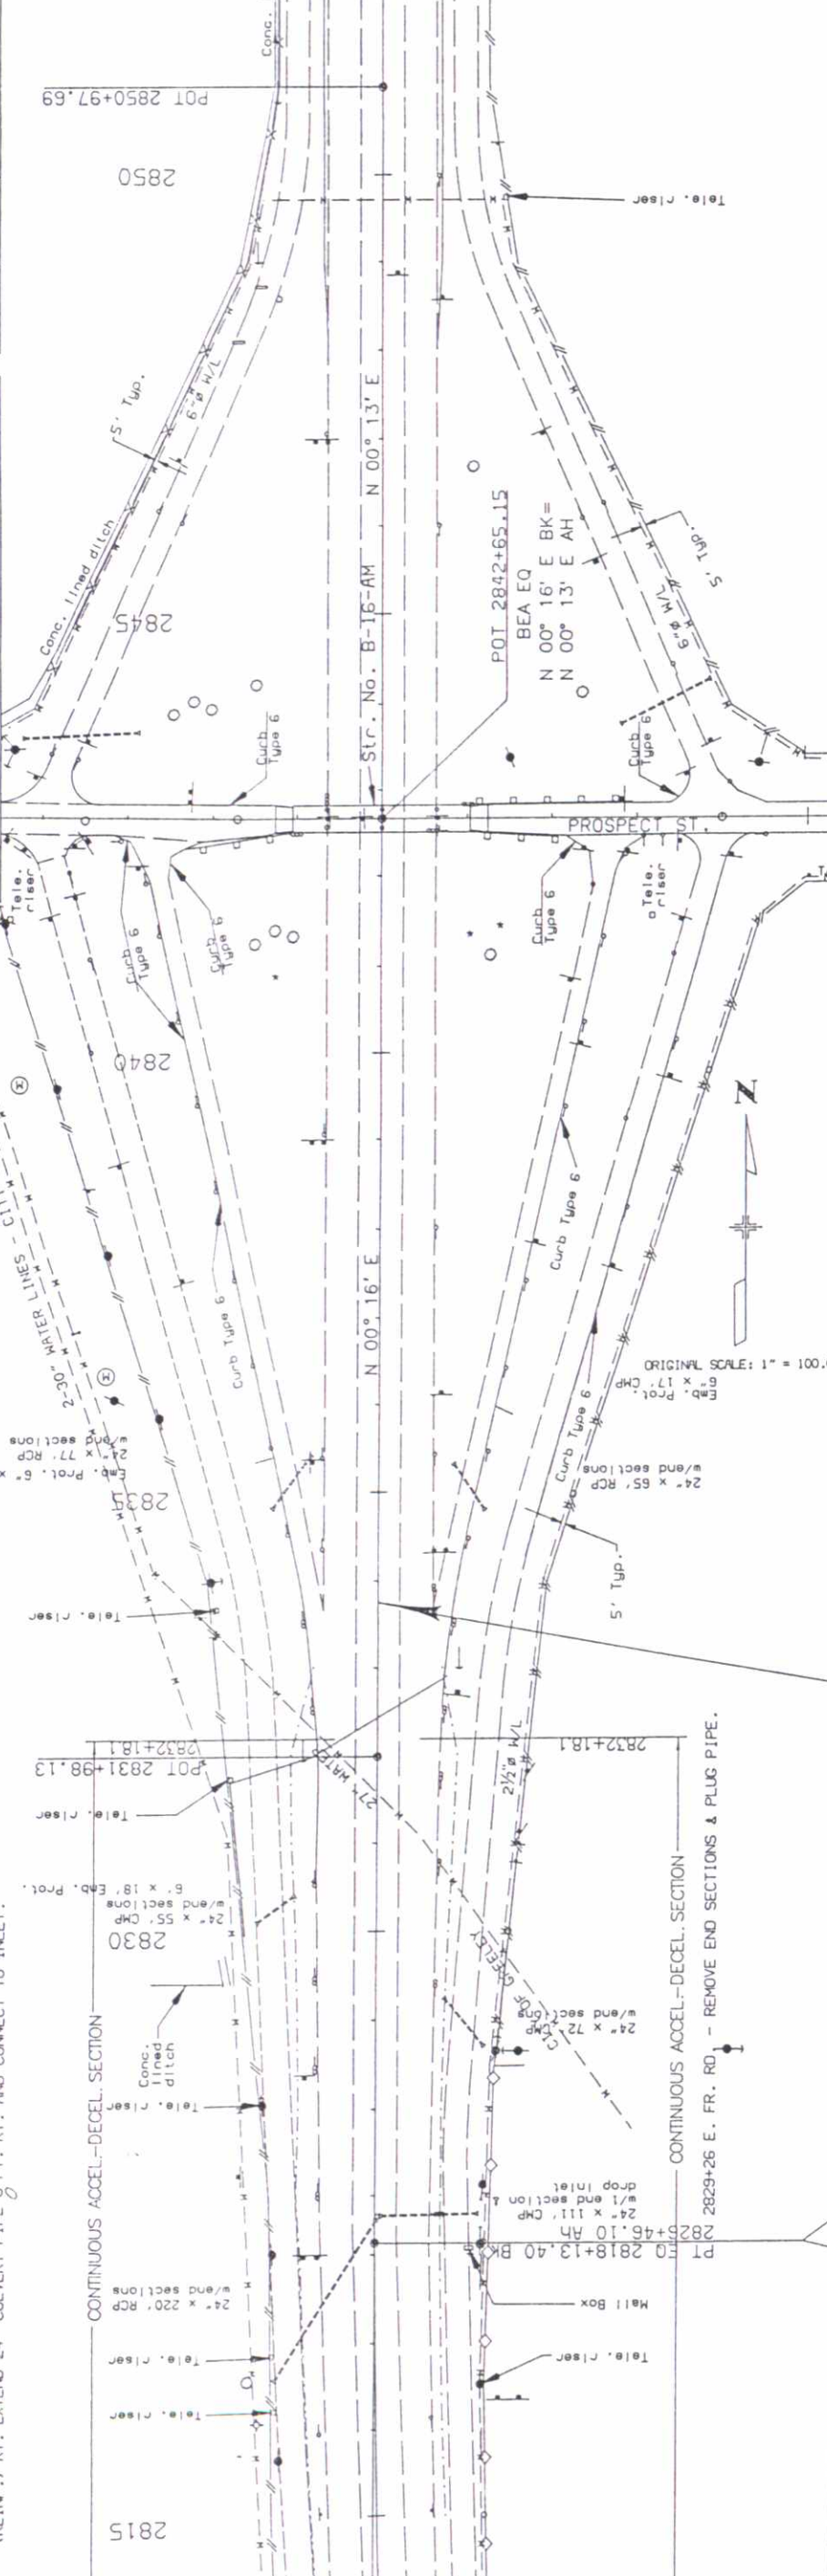 Conc.
POT 2850+97.69
2850
Tele. riser
5' Typ.
6"Ø W/L
N 00° 13' E
Conc. lined ditch
2845
POT 2842+65.15
BEA EQ
N 00° 16' E BK=
N 00° 13' E AH
5' Typ.
6"Ø W/L
Str. No. B-16-AM
Curb
Type 6
Curb
Type 6
PROSPECT ST.
Tele.
riser
Curb
Type 6
Curb
Type 6
Curb
Type 6
Tele.
riser
2840
N
2-30" WATER LINES - CITY
Curb Type 6
N 00° 16' E
Curb Type 6
ORIGINAL SCALE: 1" = 100.
Emb. Prot.
6" x 17' CMP
Curb Type 6
24" x 77' RCP
w/end sections
Emb. Prot. 6" x
2835
24" x 65' RCP
w/end sections
5' Typ.
Tele. riser
2832+18.1
POT 2831+98.13
2832+18.1
27" WATER
2½"Ø W/L
Tele. riser
6' x 18' Emb. Prot.
24" x 55' CMP
w/end sections
2830
CITY OF GREELEY
24" x 72' CMP
w/end sections
Conc.
lined
ditch
CONTINUOUS ACCEL.-DECEL. SECTION
CONTINUOUS ACCEL.-DECEL. SECTION
2829+26 E. FR. RD. - REMOVE END SECTIONS & PLUG PIPE.
Tele. riser
24" x 111' CMP
w/1 end section &
drop inlet
PT EQ 2818+13.40 BK
2826+46.10 Ah
24" x 220' RCP
w/end sections
Mail Box
Tele. riser
Tele. riser
Tele. riser
2815